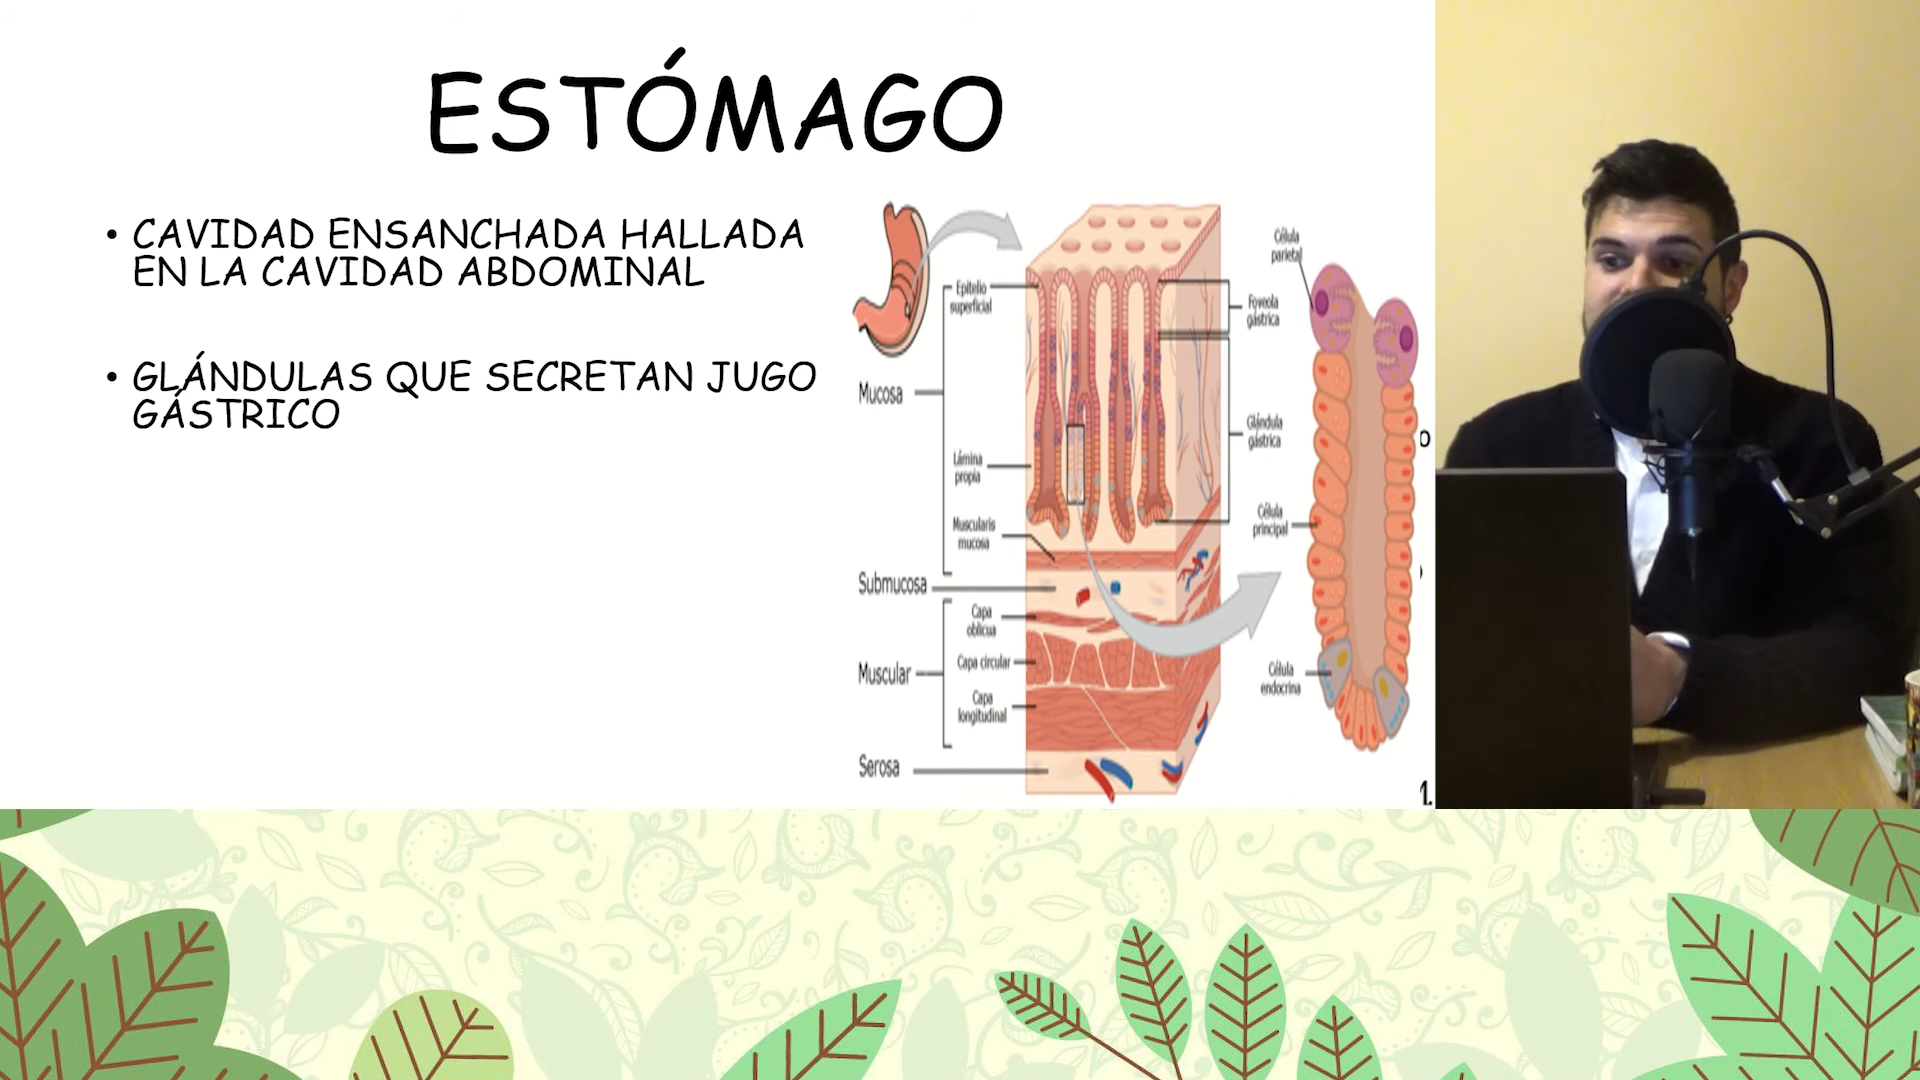 ESTÓMAGO
• CAVIDAD ENSANCHADA HALLADA
EN LA CAVIDAD ABDOMINAL
• GLÁNDULAS QUE SECRETAN JUGO
GÁSTRICO
Epitelio
superficial
Mucosa
Lámina
propia
Muscularis
mucosa
Submucosa
Capa
oblicua
Capa circular
Muscular
Capa
longitudinal
Serosa
Foveola
gástrica
Glándula
gástrica
Célula
parietal
Célula
principal
Célula
endocrina
o
1.